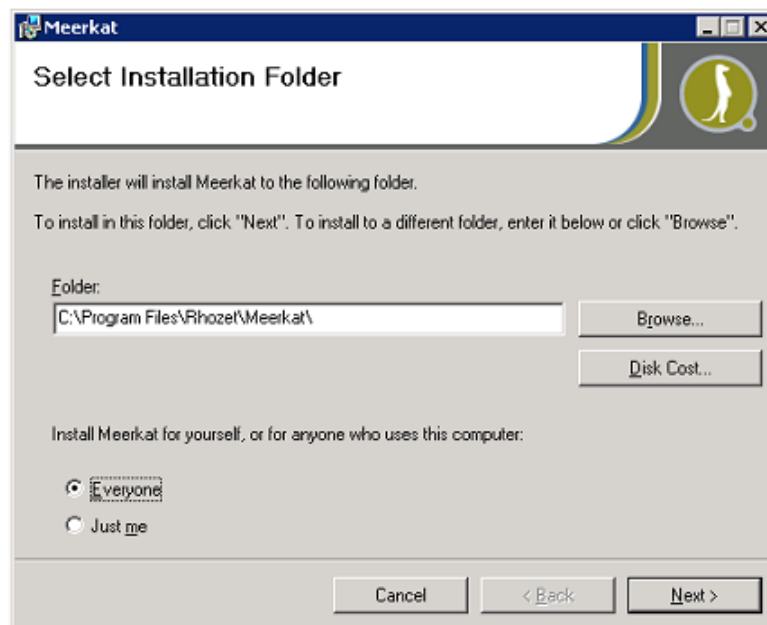 Meerkat
Select Installation Folder
The installer will install Meerkat to the following folder.
To install in this folder, click "Next". To install to a different folder, enter it below or click "Browse".
Folder:
C:\Program Files\Rhozet\Meerkat\
Browse...
Disk Cost...
Install Meerkat for yourself, or for anyone who uses this computer:
Everyone
Just me
Cancel
< Back
Next >